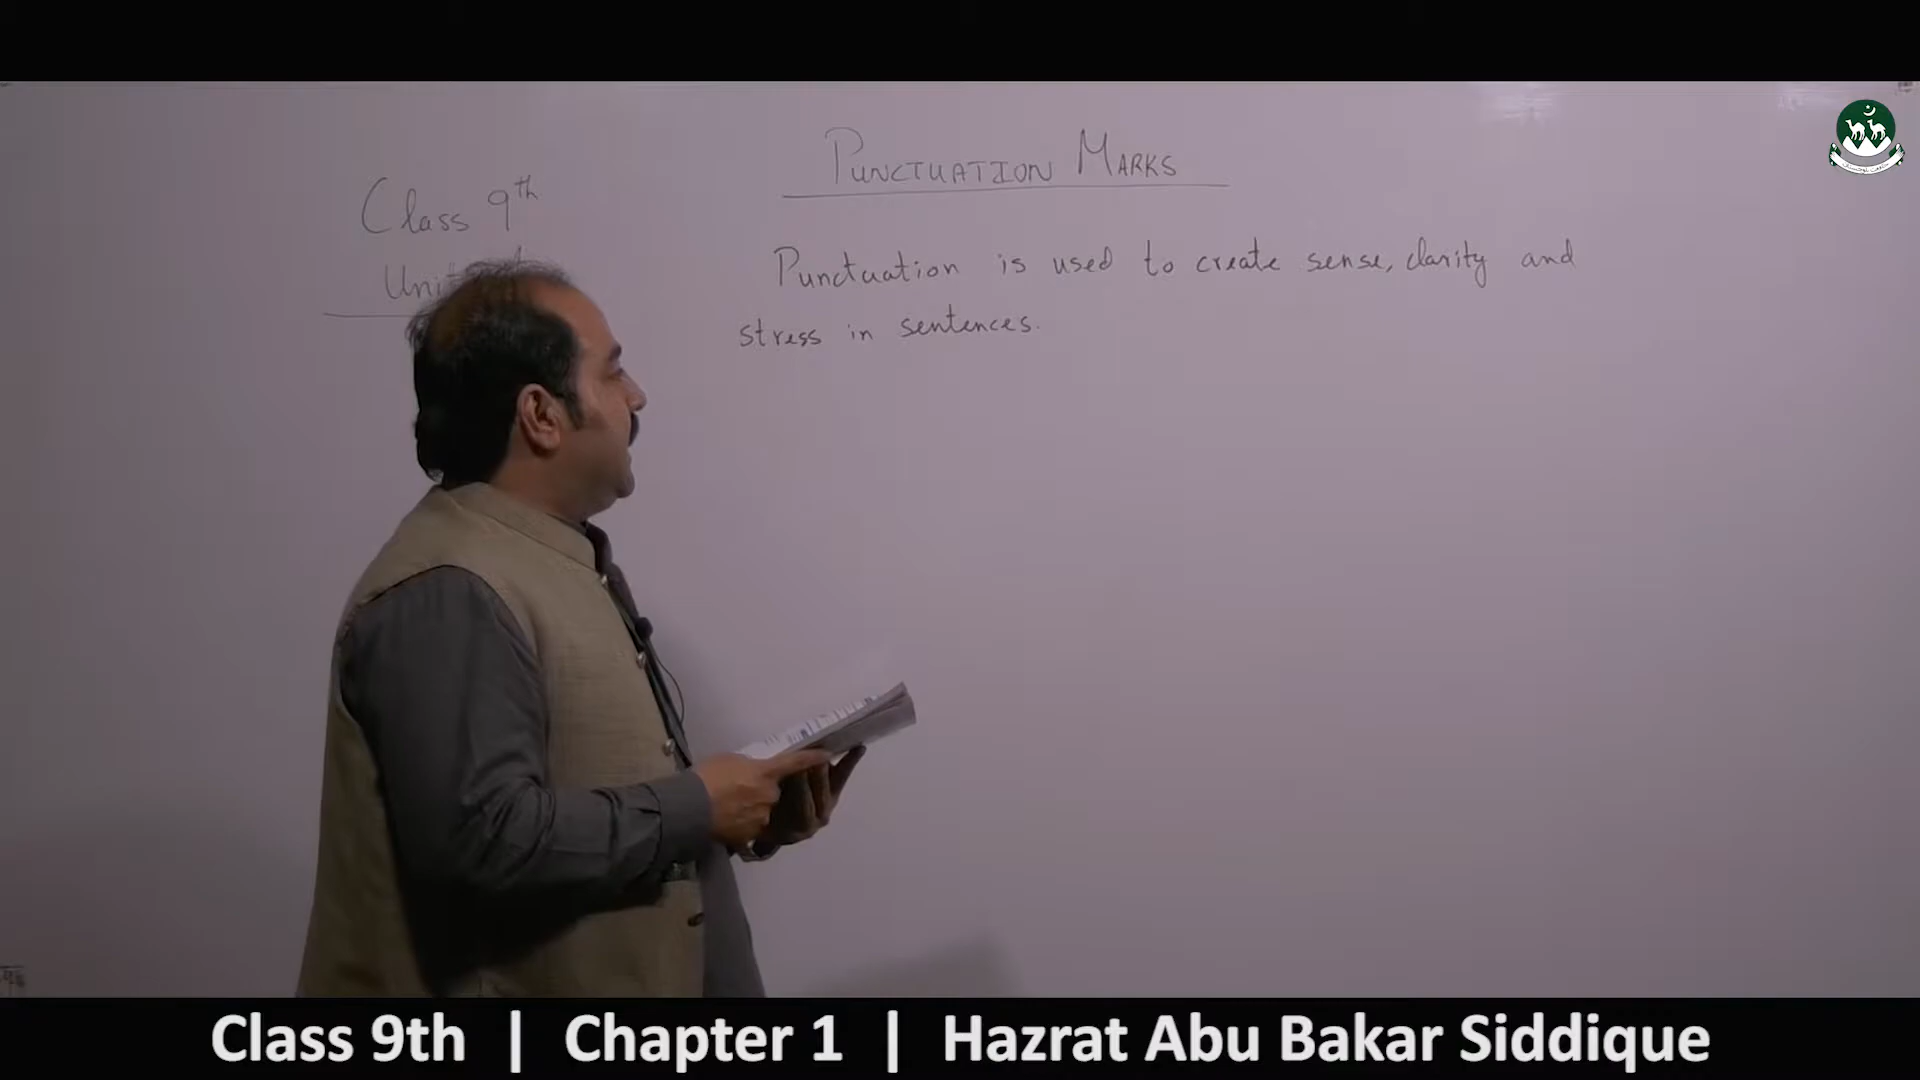 PUNCTUATION MARKS
Class 9th
Unit
Punctuation is used to create sense, clarity and
stress in sentences.
Class 9th | Chapter 1 | Hazrat Abu Bakar Siddique